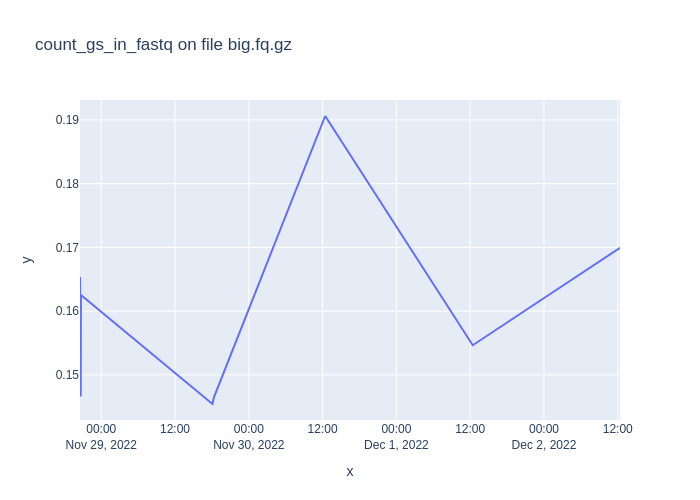 count_gs_in_fastq on file big.fq.gz
0.19
0.18
0.17
0.16
0.15
y
00:00 12:00 00:00 12:00 00:00 12:00 00:00 12:00
Nov 29, 2022 Nov 30, 2022 Dec 1, 2022 Dec 2, 2022
x